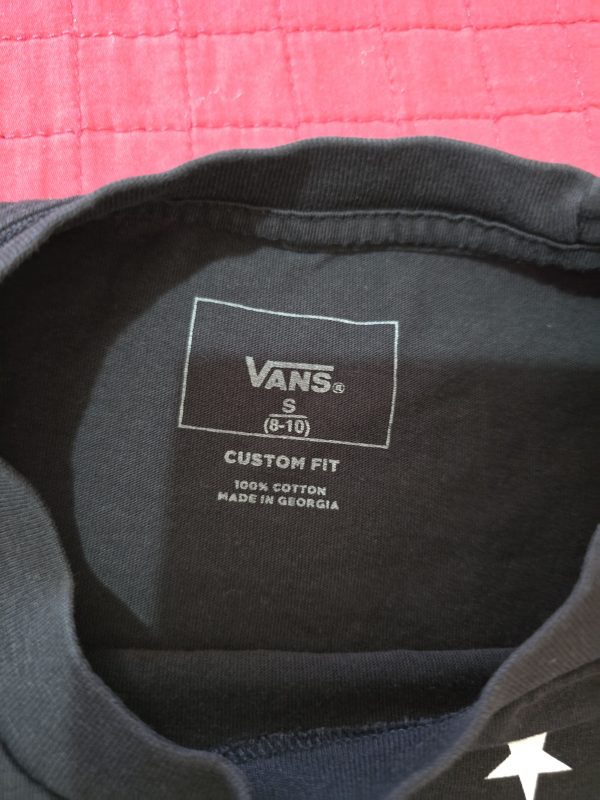 VANS®
S
(8-10)
CUSTOM FIT
100% COTTON
MADE IN GEORGIA